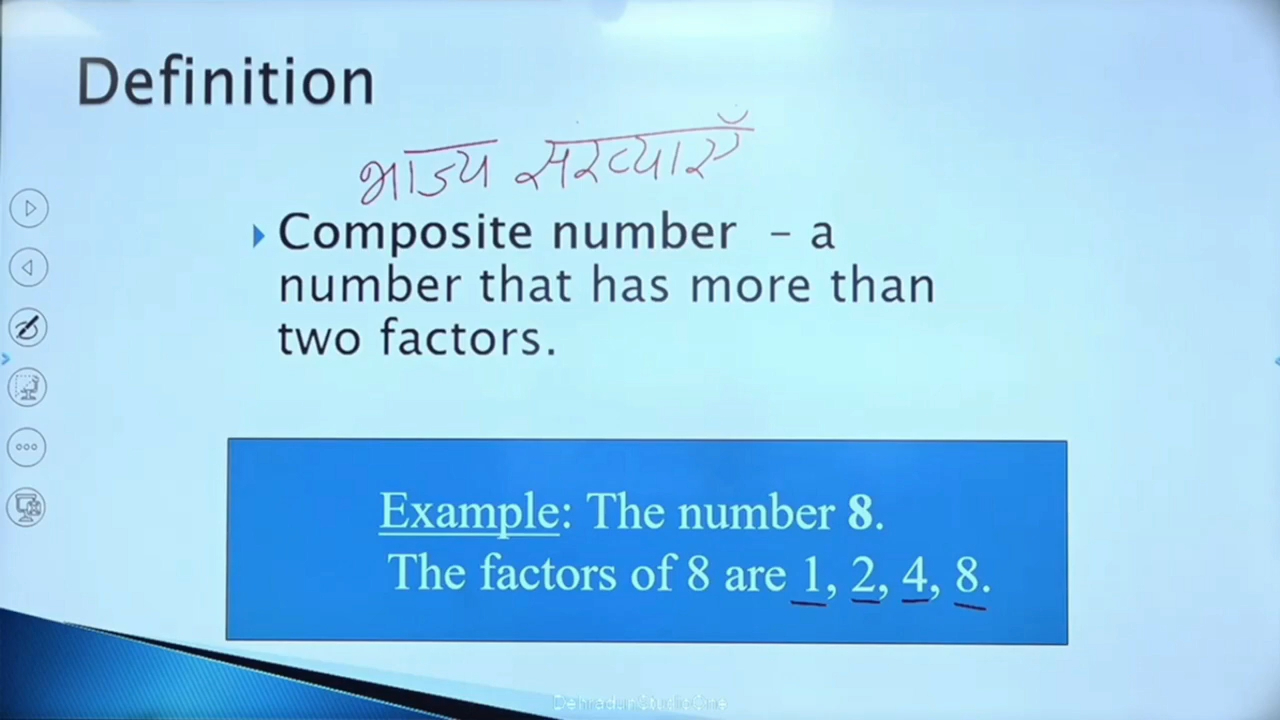 Definition
भाज्य संख्याएँ
Composite number – a
number that has more than
two factors.
Example: The number 8.
The factors of 8 are 1, 2, 4, 8.
DehradunStudioOne